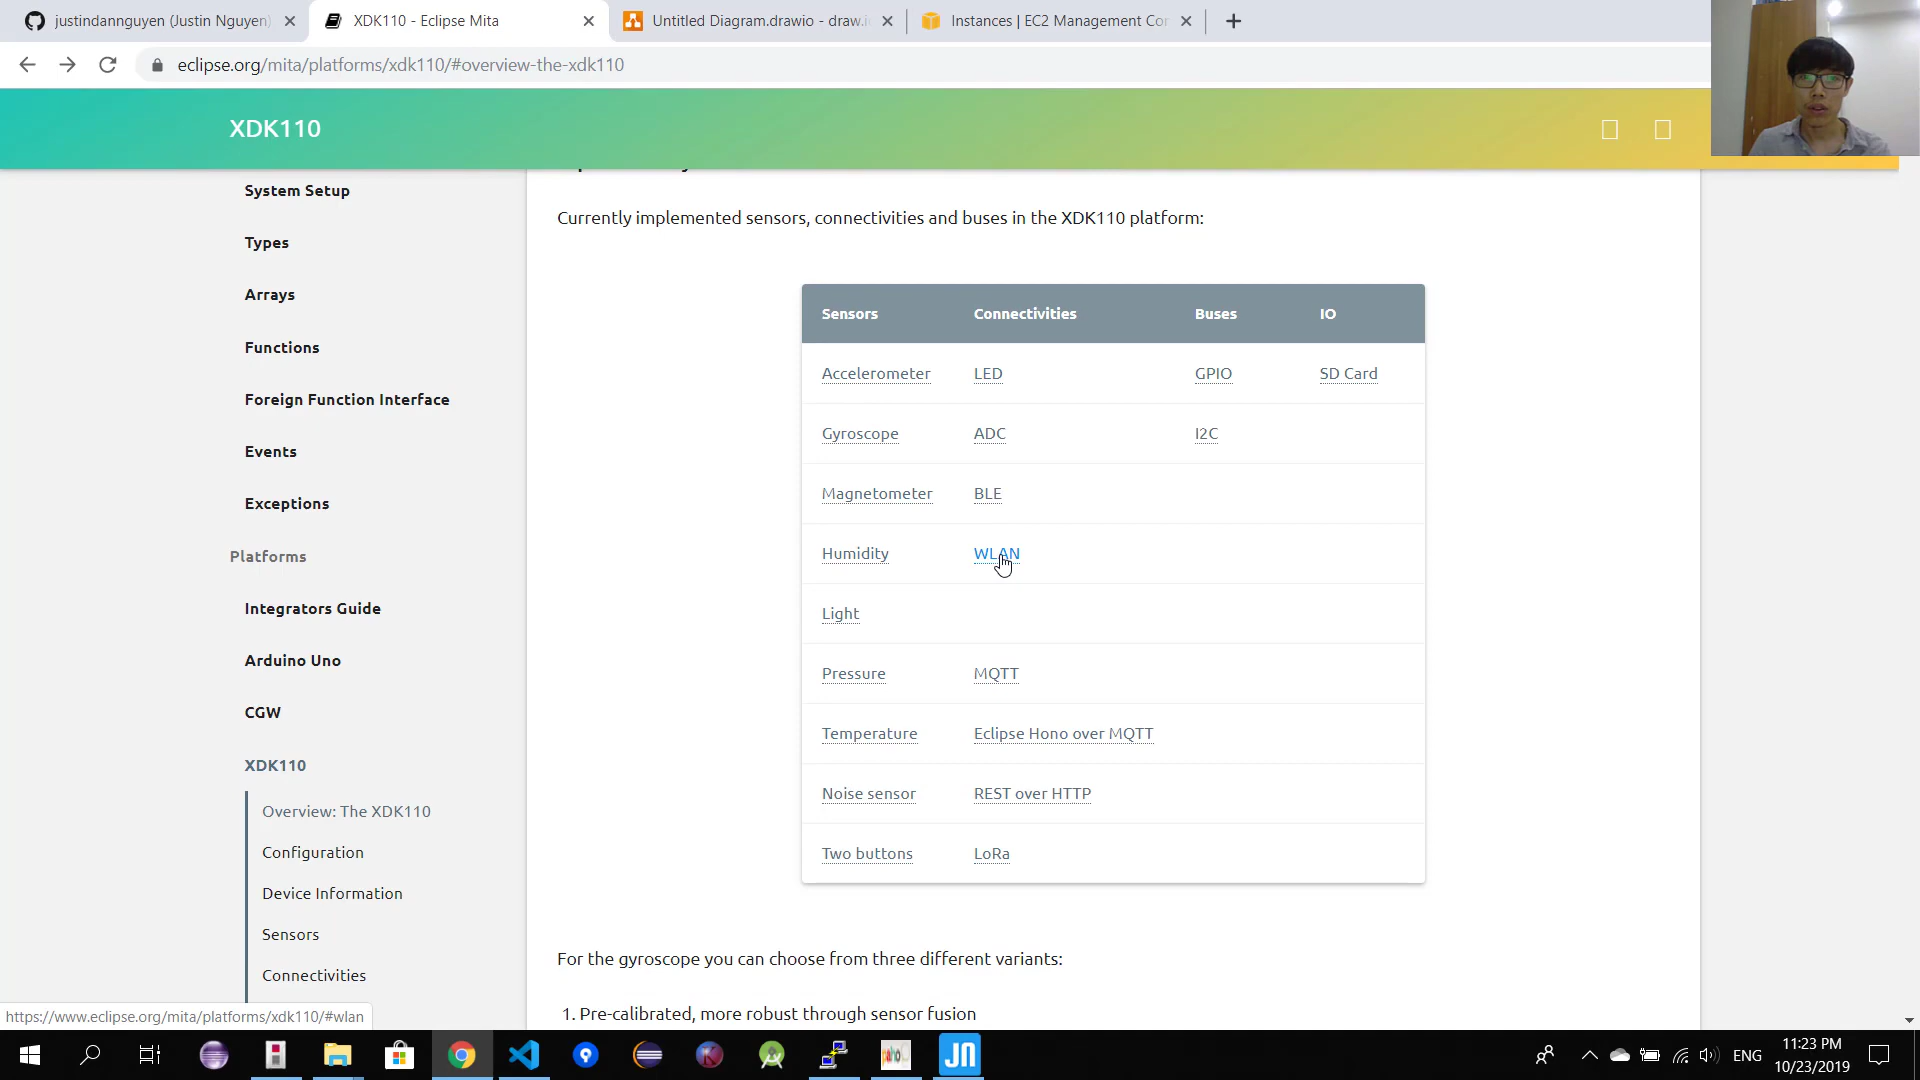 justindannguyen (Justin Nguyen)
XDK110 - Eclipse Mita
Untitled Diagram.drawio - draw.i
Instances | EC2 Management Con
eclipse.org/mita/platforms/xdk110/#overview-the-xdk110
XDK110
System Setup
Types
Arrays
Functions
Foreign Function Interface
Events
Exceptions
Platforms
Integrators Guide
Arduino Uno
CGW
XDK110
Overview: The XDK110
Configuration
Device Information
Sensors
Connectivities
Currently implemented sensors, connectivities and buses in the XDK110 platform:
Sensors Connectivities Buses IO
Accelerometer LED GPIO SD Card
Gyroscope ADC I2C
Magnetometer BLE
Humidity WLAN
Light
Pressure MQTT
Temperature Eclipse Hono over MQTT
Noise sensor REST over HTTP
Two buttons LoRa
For the gyroscope you can choose from three different variants:
1. Pre-calibrated, more robust through sensor fusion
https://www.eclipse.org/mita/platforms/xdk110/#wlan
paho
JN
ENG
11:23 PM
10/23/2019